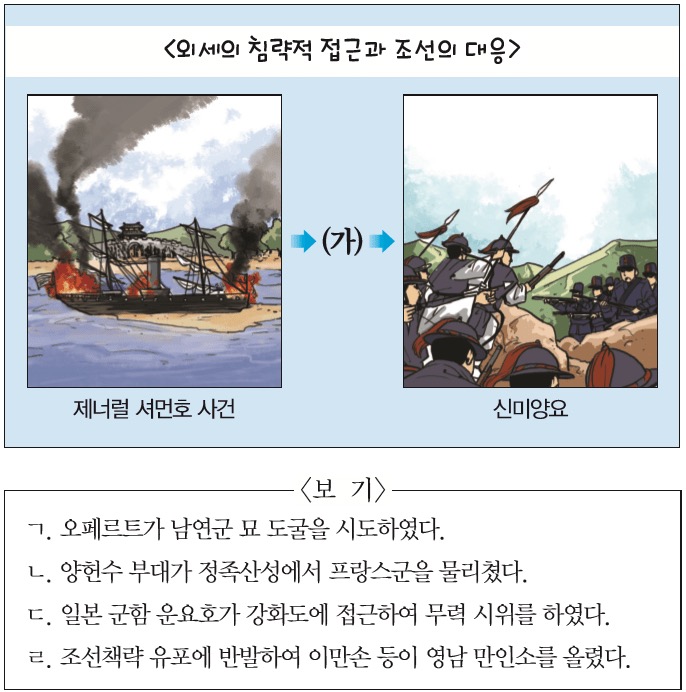 <외세의 침략적 접근과 조선의 대응>
(가)
제너럴 셔먼호 사건
신미양요
<보 기>
ㄱ. 오페르트가 남연군 묘 도굴을 시도하였다.
ㄴ. 양헌수 부대가 정족산성에서 프랑스군을 물리쳤다.
ㄷ. 일본 군함 운요호가 강화도에 접근하여 무력 시위를 하였다.
ㄹ. 조선책략 유포에 반발하여 이만손 등이 영남 만인소를 올렸다.